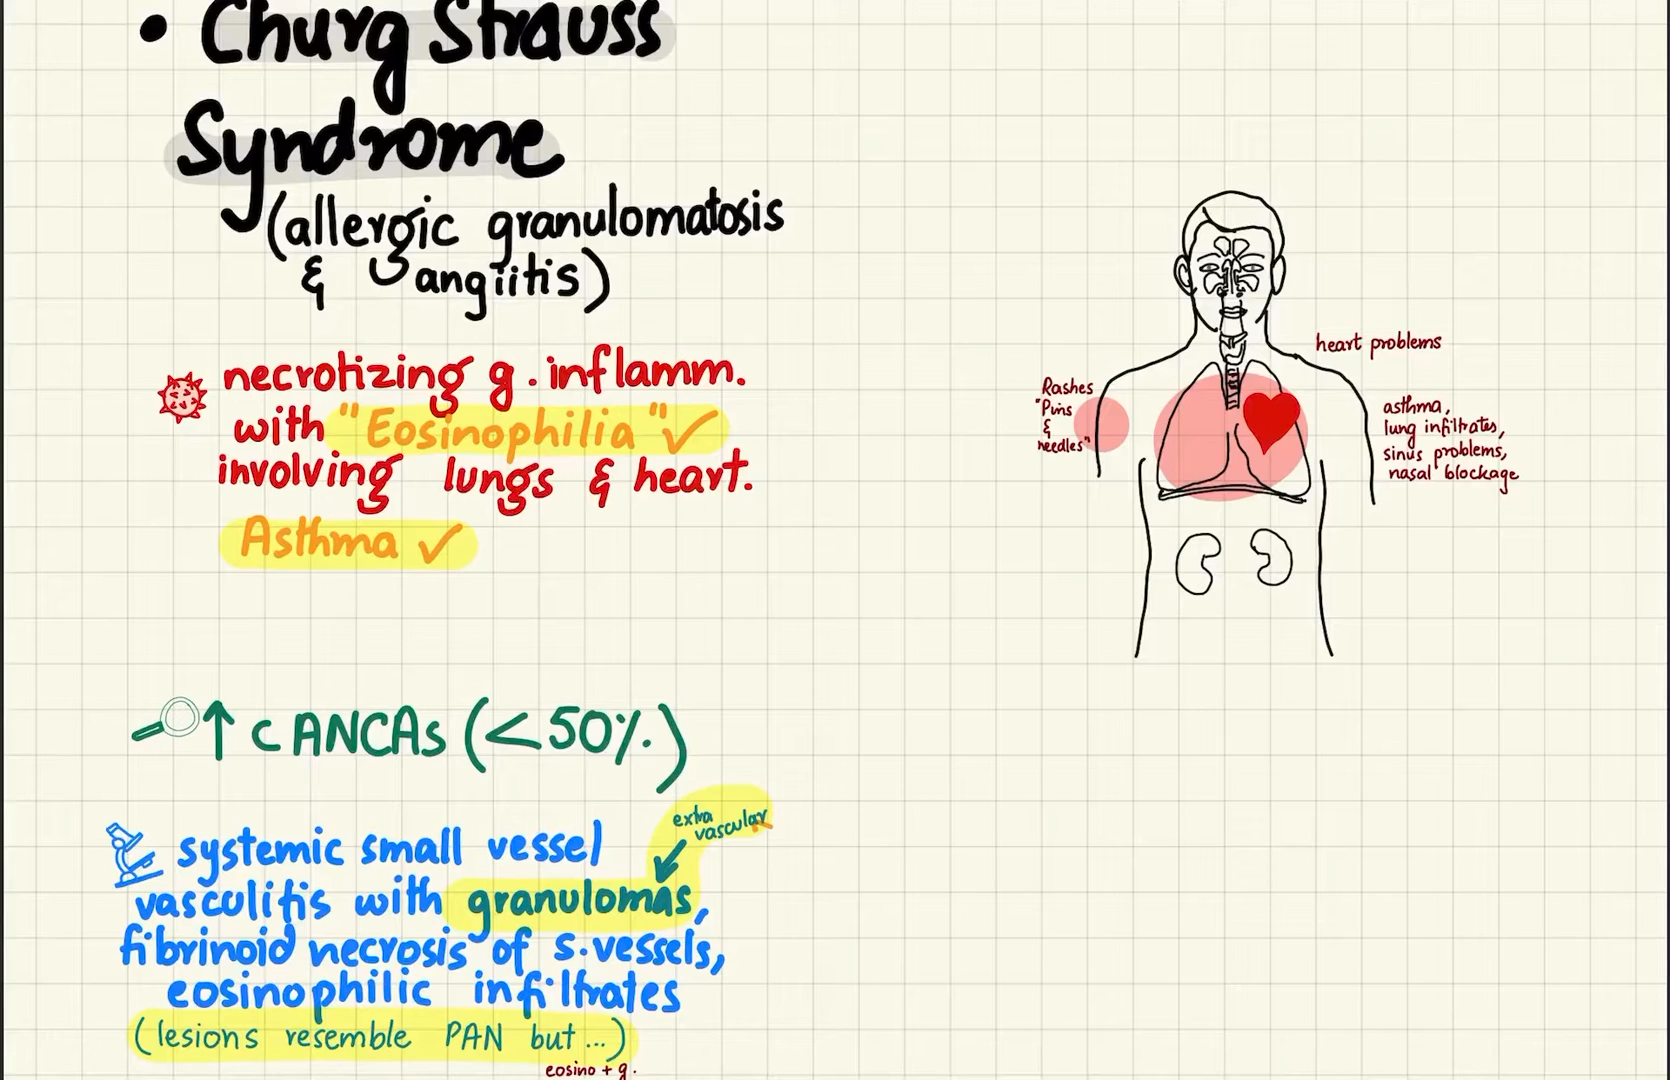 • Churg Strauss
Syndrome
(allergic granulomatosis
& angiitis)
necrotizing g. inflamm.
with "Eosinophilia" ✓
involving lungs & heart.
Asthma ✓
↑ cANCAs (<50%)
extra
vascular
systemic small vessel
vasculitis with granulomas,
fibrinoid necrosis of s.vessels,
eosinophilic infiltrates
(lesions resemble PAN but ...)
eosino + g.
Rashes
"Pins
&
needles"
heart problems
asthma,
lung infiltrates,
sinus problems,
nasal blockage